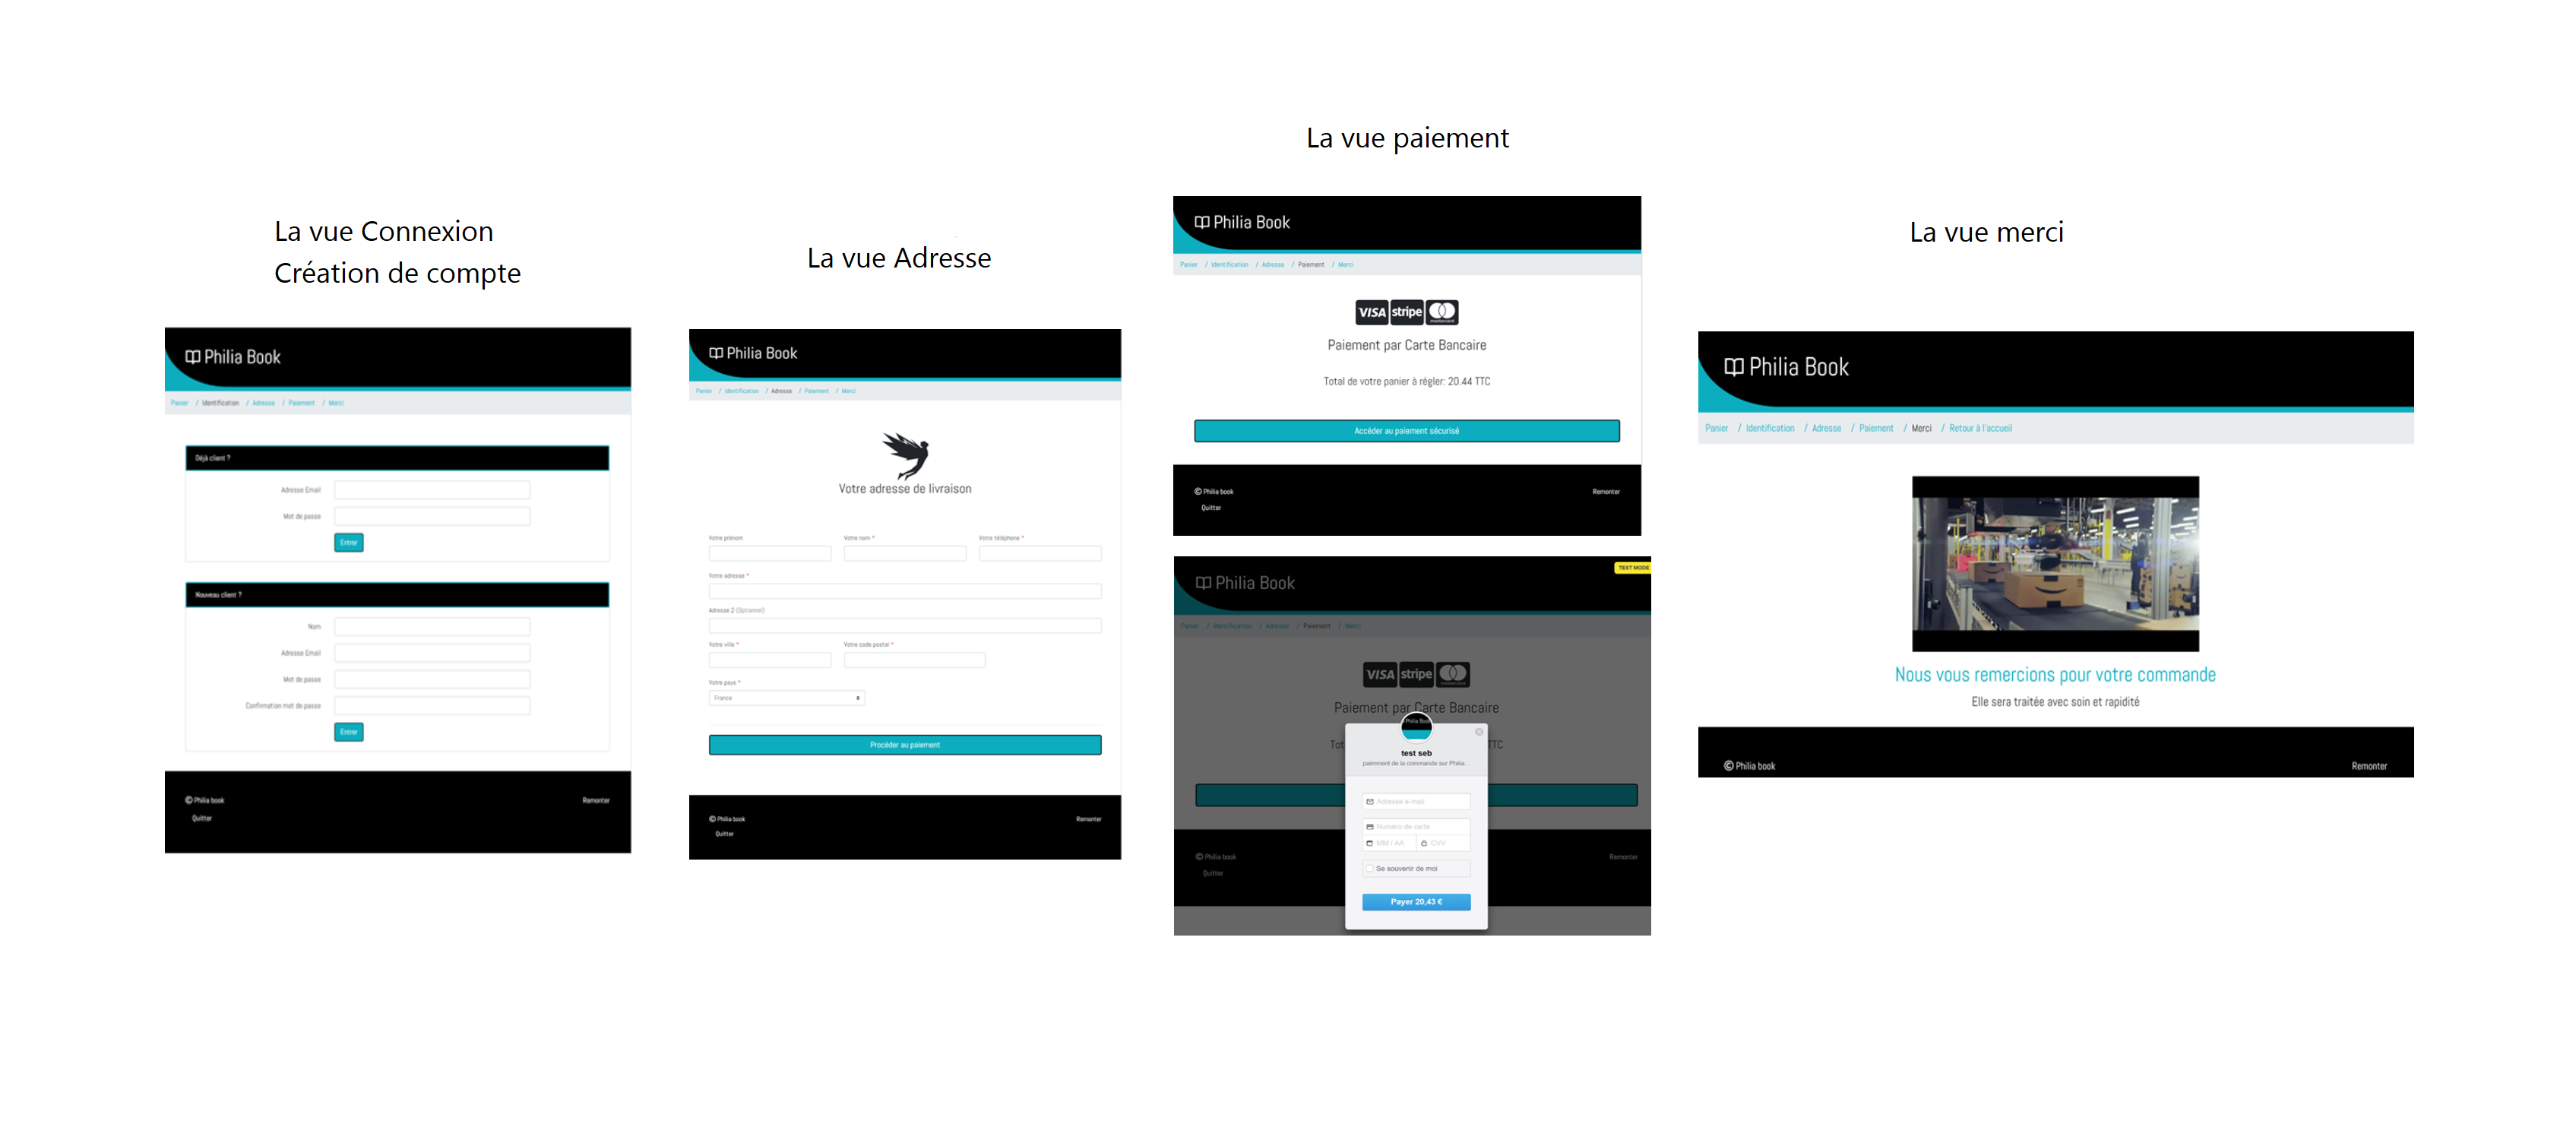 La vue Connexion
Création de compte
Philia Book
Panier / Identification / Adresse / Paiement / Merci
Déjà client ?
Adresse Email
Mot de passe
Entrer
Nouveau client ?
Nom
Adresse Email
Mot de passe
Confirmation mot de passe
Entrer
© Philia book
Remonter
Quitter
La vue Adresse
Philia Book
Panier / Identification / Adresse / Paiement / Merci
Votre adresse de livraison
Votre prénom
Votre nom *
Votre téléphone *
Votre adresse *
Adresse 2 (Optionnel)
Votre ville *
Votre code postal *
Votre pays *
France
Procéder au paiement
© Philia book
Remonter
Quitter
La vue paiement
Philia Book
Panier / Identification / Adresse / Paiement / Merci
VISA stripe mastercard
Paiement par Carte Bancaire
Total de votre panier à régler: 20.44 TTC
Accéder au paiement sécurisé
© Philia book
Remonter
Quitter
TEST MODE
Philia Book
Panier / Identification / Adresse / Paiement / Merci
VISA stripe mastercard
Paiement par Carte Bancaire
Tot
TTC
Philia Boo
test seb
paimment de la commande sur Philia...
Adresse e-mail
Numéro de carte
MM / AA
CVV
Se souvenir de moi
Payer 20,43 €
© Philia book
Remonter
Quitter
La vue merci
Philia Book
Panier / Identification / Adresse / Paiement / Merci / Retour à l'accueil
Nous vous remercions pour votre commande
Elle sera traitée avec soin et rapidité
© Philia book
Remonter